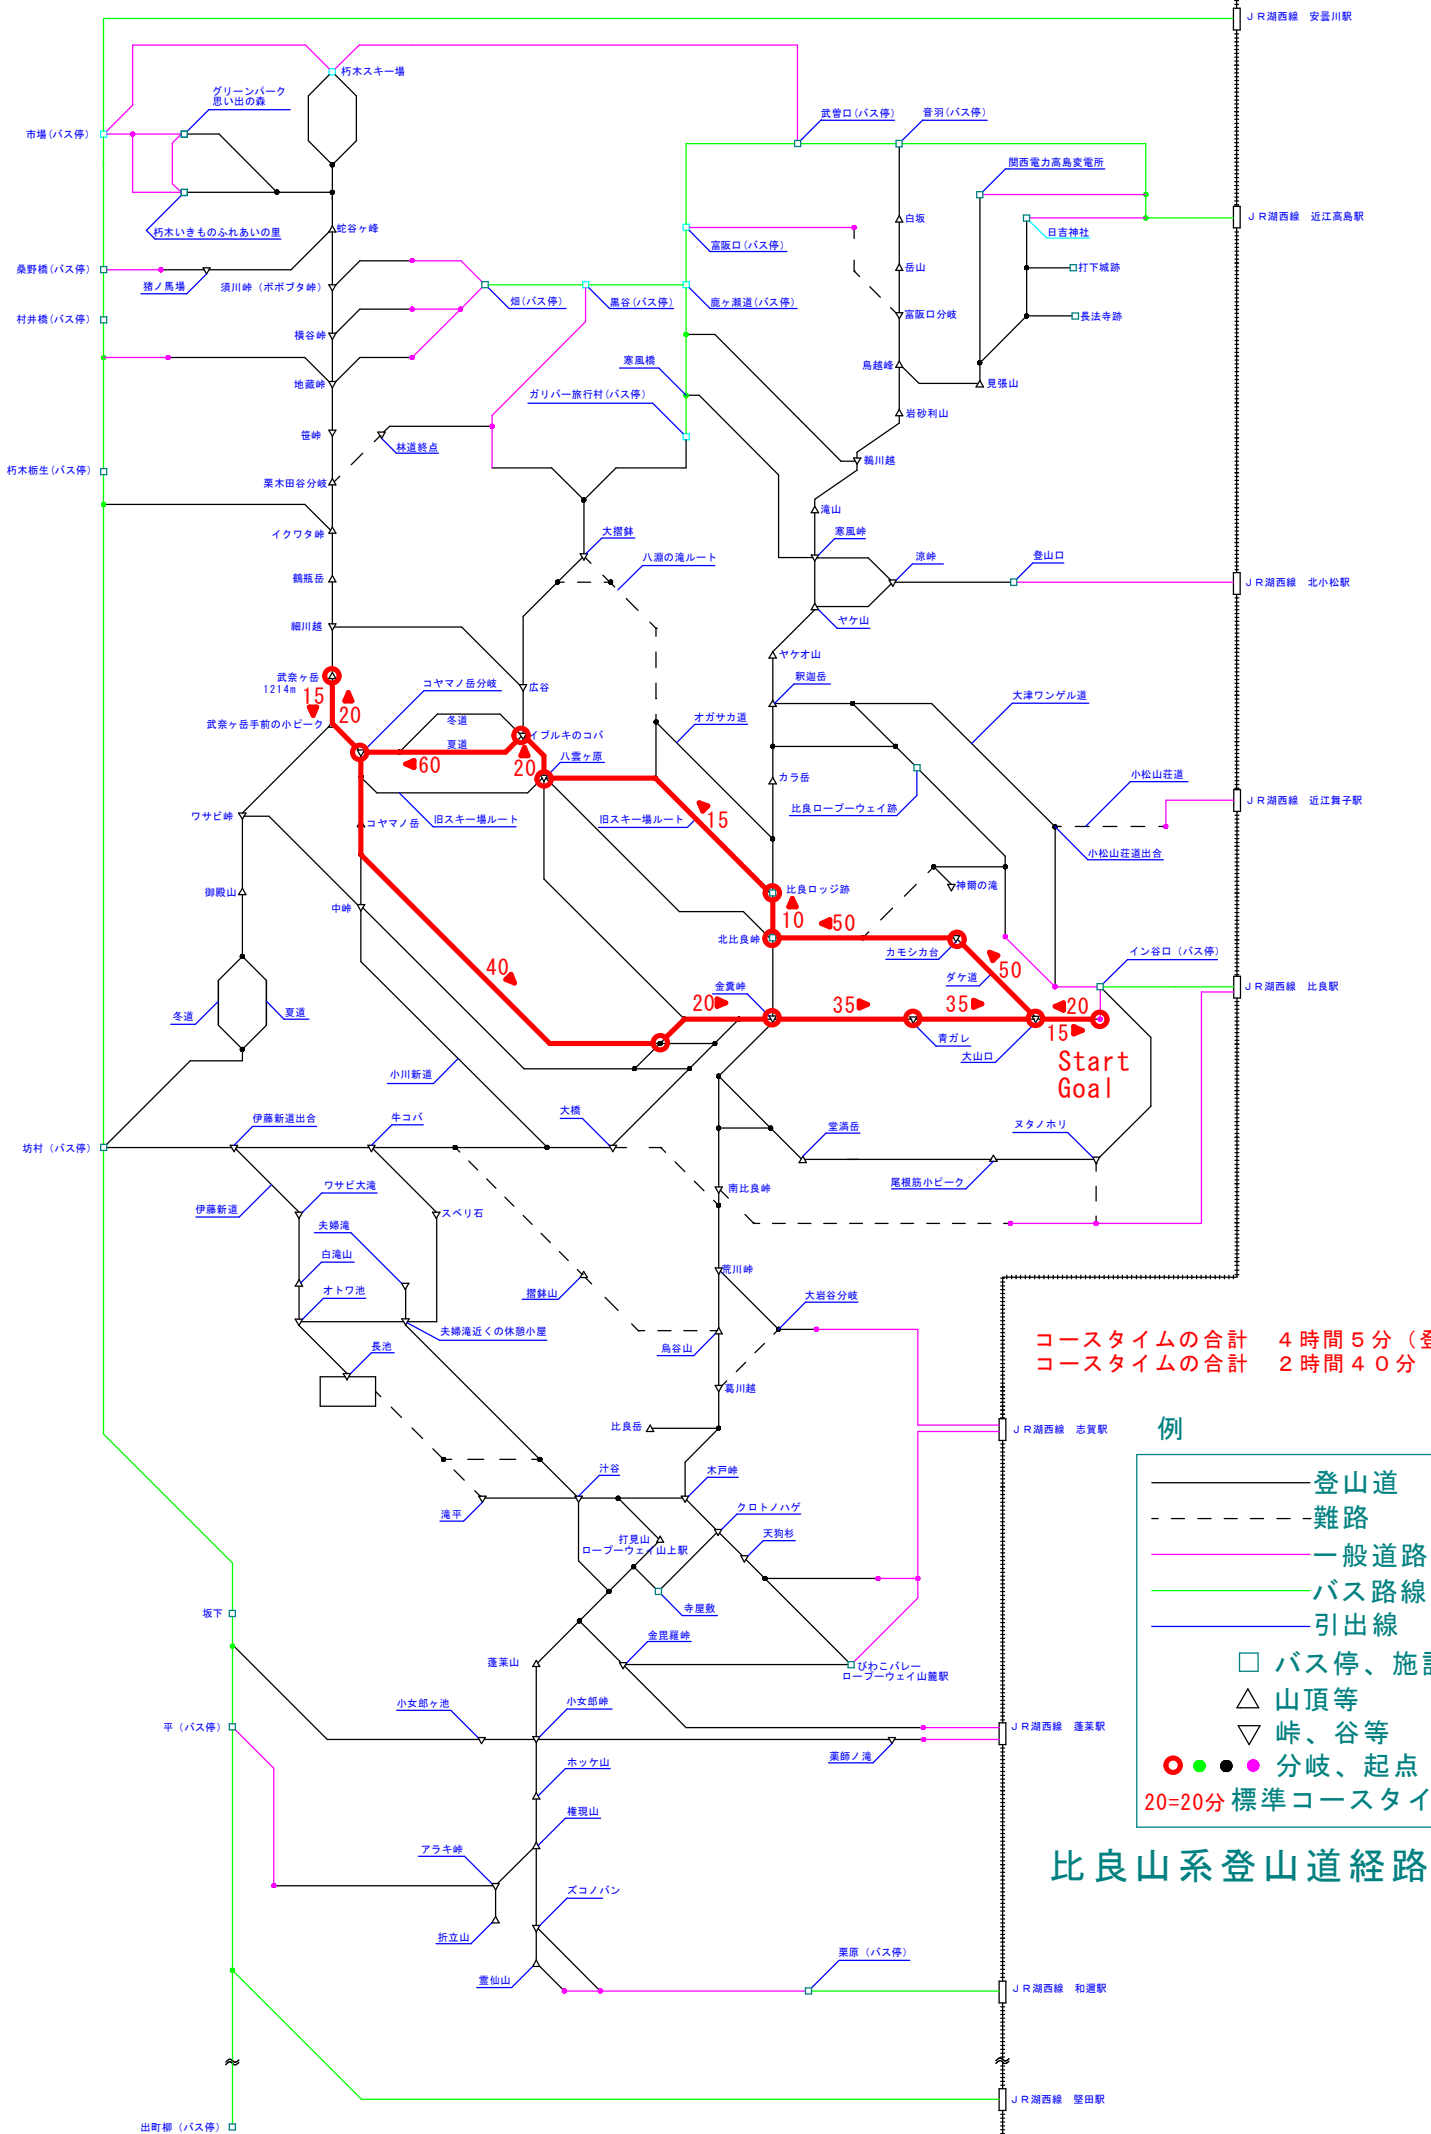 ＪＲ湖西線　安曇川駅
朽木スキー場
グリーンパーク
思い出の森
武曽口(バス停)
音羽(バス停)
市場(バス停)
関西電力高島変電所
ＪＲ湖西線　近江高島駅
白坂
朽木いきものふれあいの里
蛇谷ヶ峰
日吉神社
富阪口(バス停)
桑野橋(バス停)
猪ノ馬場
岳山
打下城跡
須川峠（ボボブタ峠）
畑(バス停)
黒谷(バス停)
鹿ヶ瀬道(バス停)
村井橋(バス停)
富阪口分岐
長法寺跡
横谷峠
寒風橋
鳥越峰
地蔵峠
見張山
ガリバー旅行村(バス停)
岩砂利山
笹峠
林道終点
鵜川越
朽木栃生(バス停)
栗木田谷分岐
滝山
イクワタ峠
大摺鉢
寒風峠
八淵の滝ルート
涼峠
登山口
鶴瓶岳
ＪＲ湖西線　北小松駅
細川越
ヤケ山
ヤケオ山
武奈ヶ岳
1214m
15
20
コヤマノ岳分岐
広谷
釈迦岳
大津ワンゲル道
武奈ヶ岳手前の小ピーク
冬道
オガサカ道
夏道
イブルキのコバ
60
20
八雲ヶ原
カラ岳
小松山荘道
比良ロープーウェイ跡
ＪＲ湖西線　近江舞子駅
ワサビ峠
コヤマノ岳
旧スキー場ルート
旧スキー場ルート
15
小松山荘道出合
御殿山
比良ロッジ跡
神爾の滝
中峠
10
50
北比良峠
カモシカ台
イン谷口（バス停）
40
50
ダケ道
金糞峠
ＪＲ湖西線　比良駅
冬道
夏道
20
35
35
20
15
青ガレ
大山口
Start
Goal
小川新道
伊藤新道出合
牛コバ
大橋
堂満岳
ヌタノホリ
坊村（バス停）
ワサビ大滝
南比良峠
尾根筋小ピーク
伊藤新道
夫婦滝
スベリ石
白滝山
荒川峠
オトワ池
摺鉢山
大岩谷分岐
夫婦滝近くの休憩小屋
長池
烏谷山
コースタイムの合計　４時間５分（登
コースタイムの合計　２時間４０分
葛川越
比良岳
ＪＲ湖西線　志賀駅
例
汁谷
木戸峠
登山道
滝平
クロトノハゲ
難路
打見山
ロープーウェイ山上駅
天狗杉
一般道路
バス路線
坂下
寺屋敷
引出線
金毘羅峠
蓬莱山
びわこバレー
ロープーウェイ山麓駅
バス停、施設
山頂等
小女郎ヶ池
小女郎峠
平（バス停）
ＪＲ湖西線　蓬莱駅
峠、谷等
薬師ノ滝
ホッケ山
分岐、起点
20=20分 標準コースタイ
権現山
アラキ峠
比良山系登山道経路
ズコノバン
折立山
栗原（バス停）
霊仙山
ＪＲ湖西線　和邇駅
ＪＲ湖西線　堅田駅
出町柳（バス停）